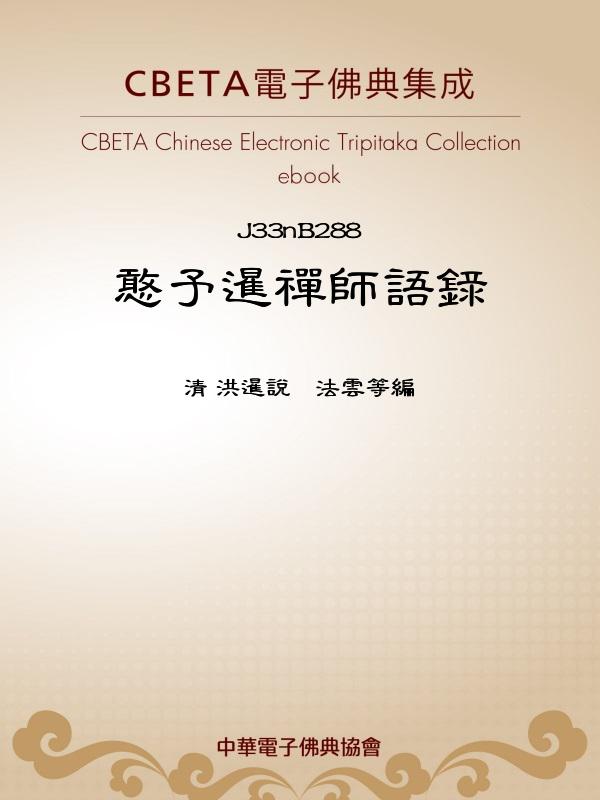 CBETA電子佛典集成
CBETA Chinese Electronic Tripitaka Collection
ebook
J33nB288
憨予暹禪師語錄
清 洪暹說　法雲等編
中華電子佛典協會